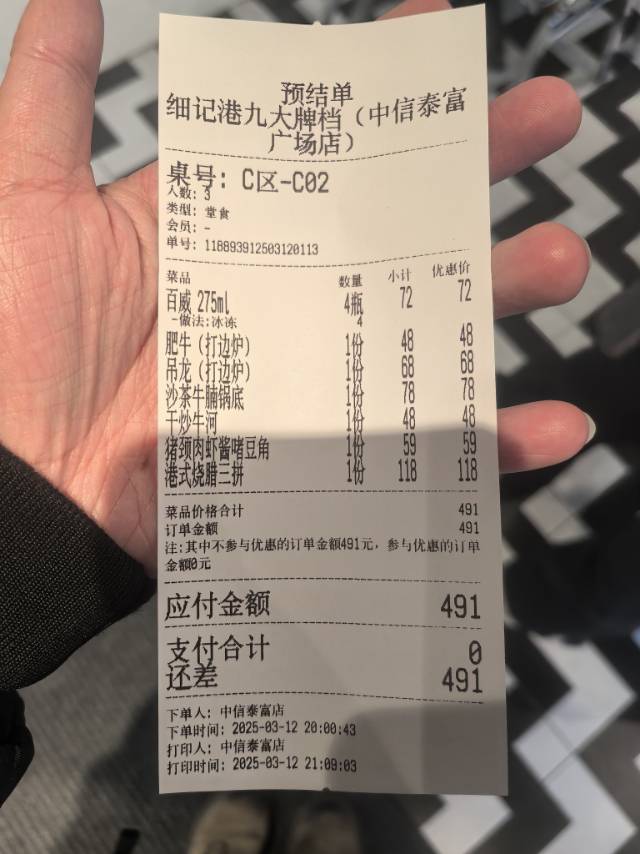 预结单
细记港九大牌档（中信泰富
广场店）
桌号: C区-C02
人数: 3
类型: 堂食
会员: -
单号: 118893912503120113
菜品 数量 小计 优惠价
百威 275ml 4瓶 72 72
-做法:冰冻 4
肥牛（打边炉） 1份 48 48
吊龙（打边炉） 1份 68 68
沙茶牛腩锅底 1份 78 78
干炒牛河 1份 48 48
猪颈肉虾酱啫豆角 1份 59 59
港式烧腊三拼 1份 118 118
菜品价格合计 491
订单金额 491
注:其中不参与优惠的订单金额491元，参与优惠的订单
金额0元
应付金额 491
支付合计 0
还差 491
下单人: 中信泰富店
下单时间: 2025-03-12 20:00:43
打印人: 中信泰富店
打印时间: 2025-03-12 21:09:03